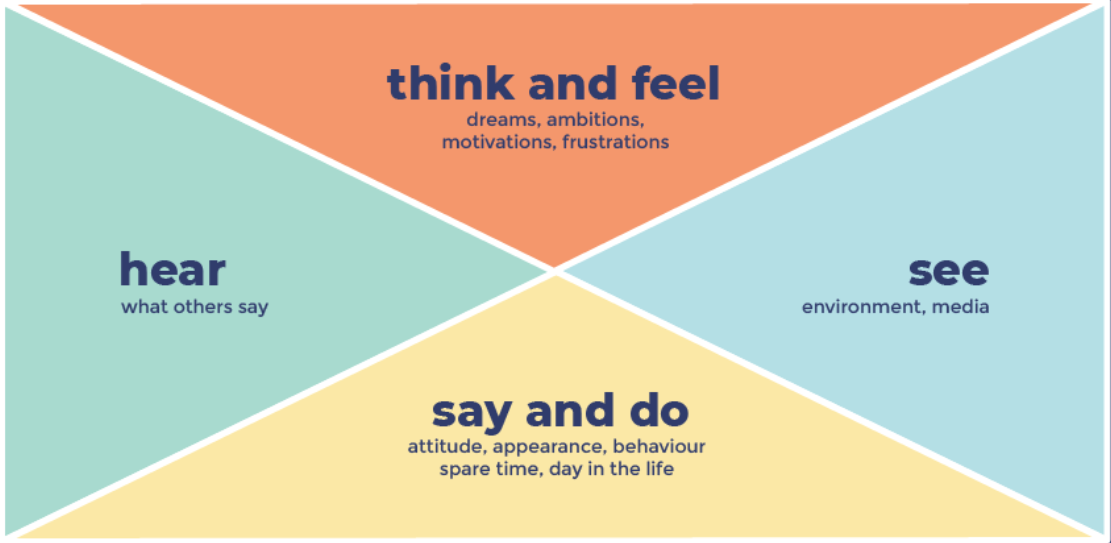 think and feel
dreams, ambitions,
motivations, frustrations
hear
what others say
see
environment, media
say and do
attitude, appearance, behaviour
spare time, day in the life